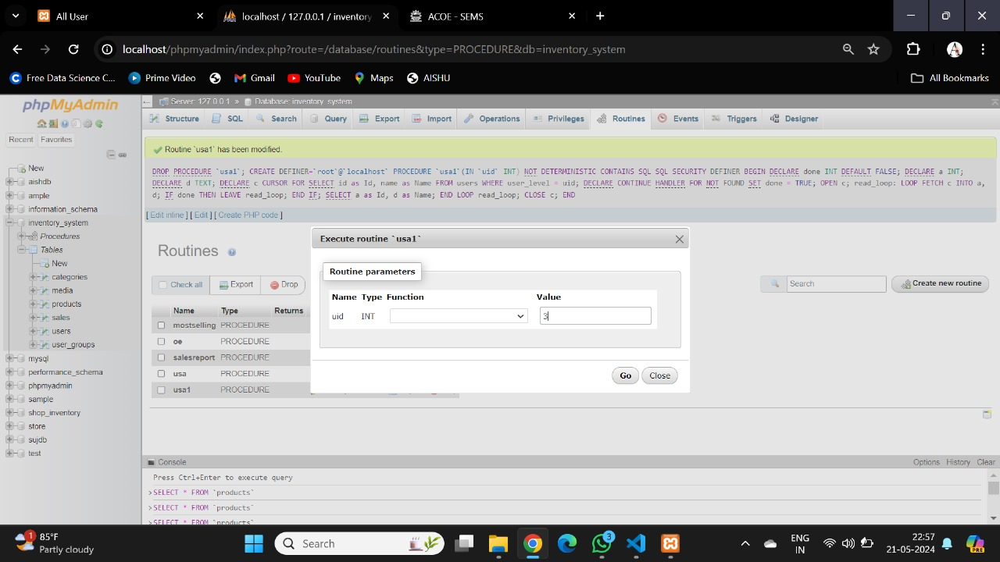 All User
localhost / 127.0.0.1 / inventory
ACOE - SEMS
localhost/phpmyadmin/index.php?route=/database/routines&type=PROCEDURE&db=inventory_system
Free Data Science C...
Prime Video
Gmail
YouTube
Maps
AISHU
All Bookmarks
phpMyAdmin
Recent
Favorites
New
aishdb
ample
information_schema
inventory_system
Procedures
Tables
New
categories
media
products
sales
users
user_groups
mysql
performance_schema
phpmyadmin
sample
shop_inventory
store
sujdb
test
Server: 127.0.0.1 » Database: inventory_system
Structure
SQL
Search
Query
Export
Import
Operations
Privileges
Routines
Events
Triggers
Designer
Routine `usa1` has been modified.
DROP PROCEDURE `usa1`; CREATE DEFINER=`root`@`localhost` PROCEDURE `usa1`(IN `uid` INT) NOT DETERMINISTIC CONTAINS SQL SQL SECURITY DEFINER BEGIN DECLARE done INT DEFAULT FALSE; DECLARE a INT;
DECLARE d TEXT; DECLARE c CURSOR FOR SELECT id as Id, name as Name FROM users WHERE user_level = uid; DECLARE CONTINUE HANDLER FOR NOT FOUND SET done = TRUE; OPEN c; read_loop: LOOP FETCH c INTO a,
d; IF done THEN LEAVE read_loop; END IF; SELECT a as Id, d as Name; END LOOP read_loop; CLOSE c; END
[ Edit inline ] [ Edit ] [ Create PHP code ]
Routines
Check all
Export
Drop
Search
Create new routine
Name Type Returns
mostselling PROCEDURE
oe PROCEDURE
salesreport PROCEDURE
usa PROCEDURE
usa1 PROCEDURE
Execute routine `usa1`
Routine parameters
Name Type Function Value
uid INT 3
Go
Close
Console
Options
History
Clear
Press Ctrl+Enter to execute query
>SELECT * FROM `products`
>SELECT * FROM `products`
>SELECT * FROM `products`
1
85°F
Partly cloudy
Search
3
ENG
IN
22:57
21-05-2024
PRE